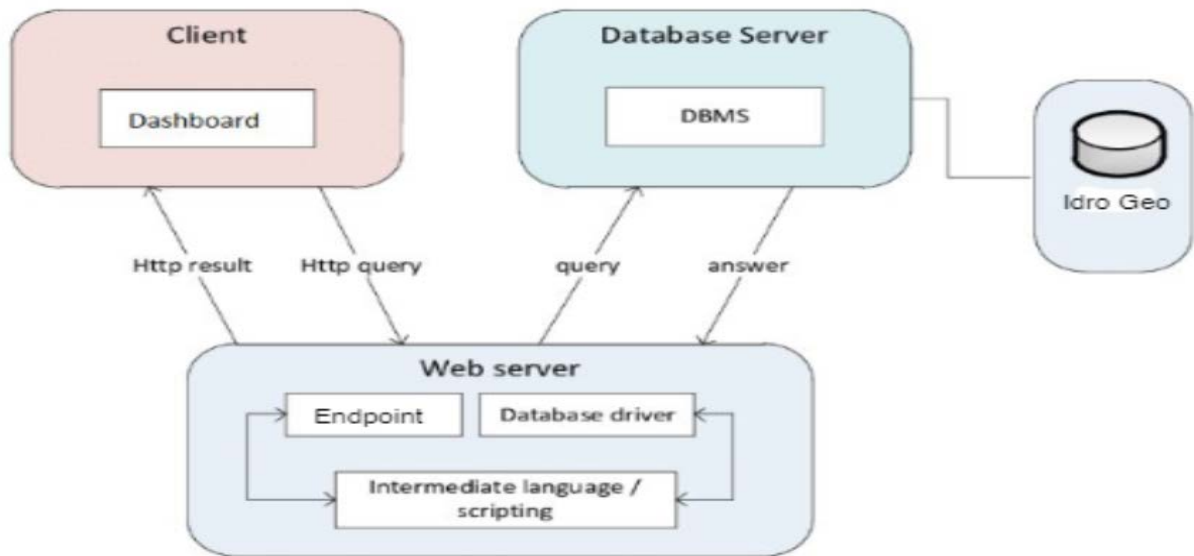 Client
Dashboard
Database Server
DBMS
Idro Geo
Http result
Http query
query
answer
Web server
Endpoint
Database driver
Intermediate language /
scripting